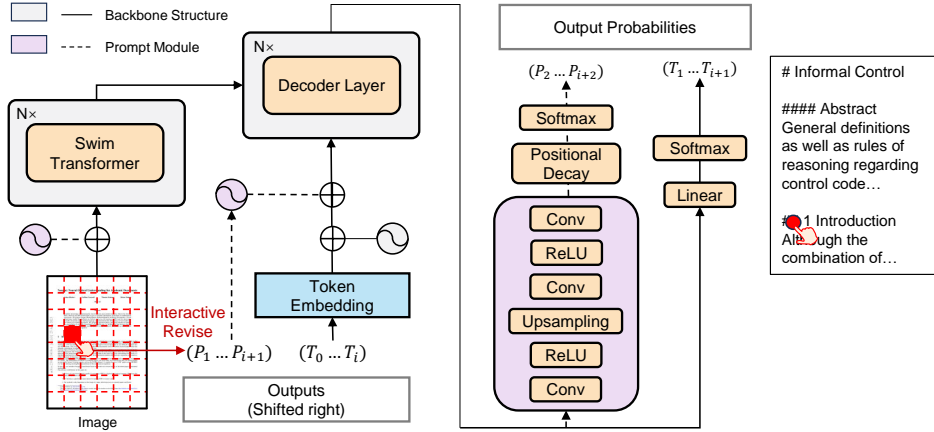 Backbone Structure
Prompt Module
N×
Swim
Transformer
N×
Decoder Layer
Token
Embedding
Interactive
Revise
(P₁ … Pᵢ₊₁)
(T₀ … Tᵢ)
Outputs
(Shifted right)
Image
Output Probabilities
(P₂ … Pᵢ₊₂)
(T₁ … Tᵢ₊₁)
Softmax
Positional
Decay
Conv
ReLU
Conv
Upsampling
ReLU
Conv
Softmax
Linear
# Informal Control
#### Abstract
General definitions
as well as rules of
reasoning regarding
control code…
# 1 Introduction
Although the
combination of…